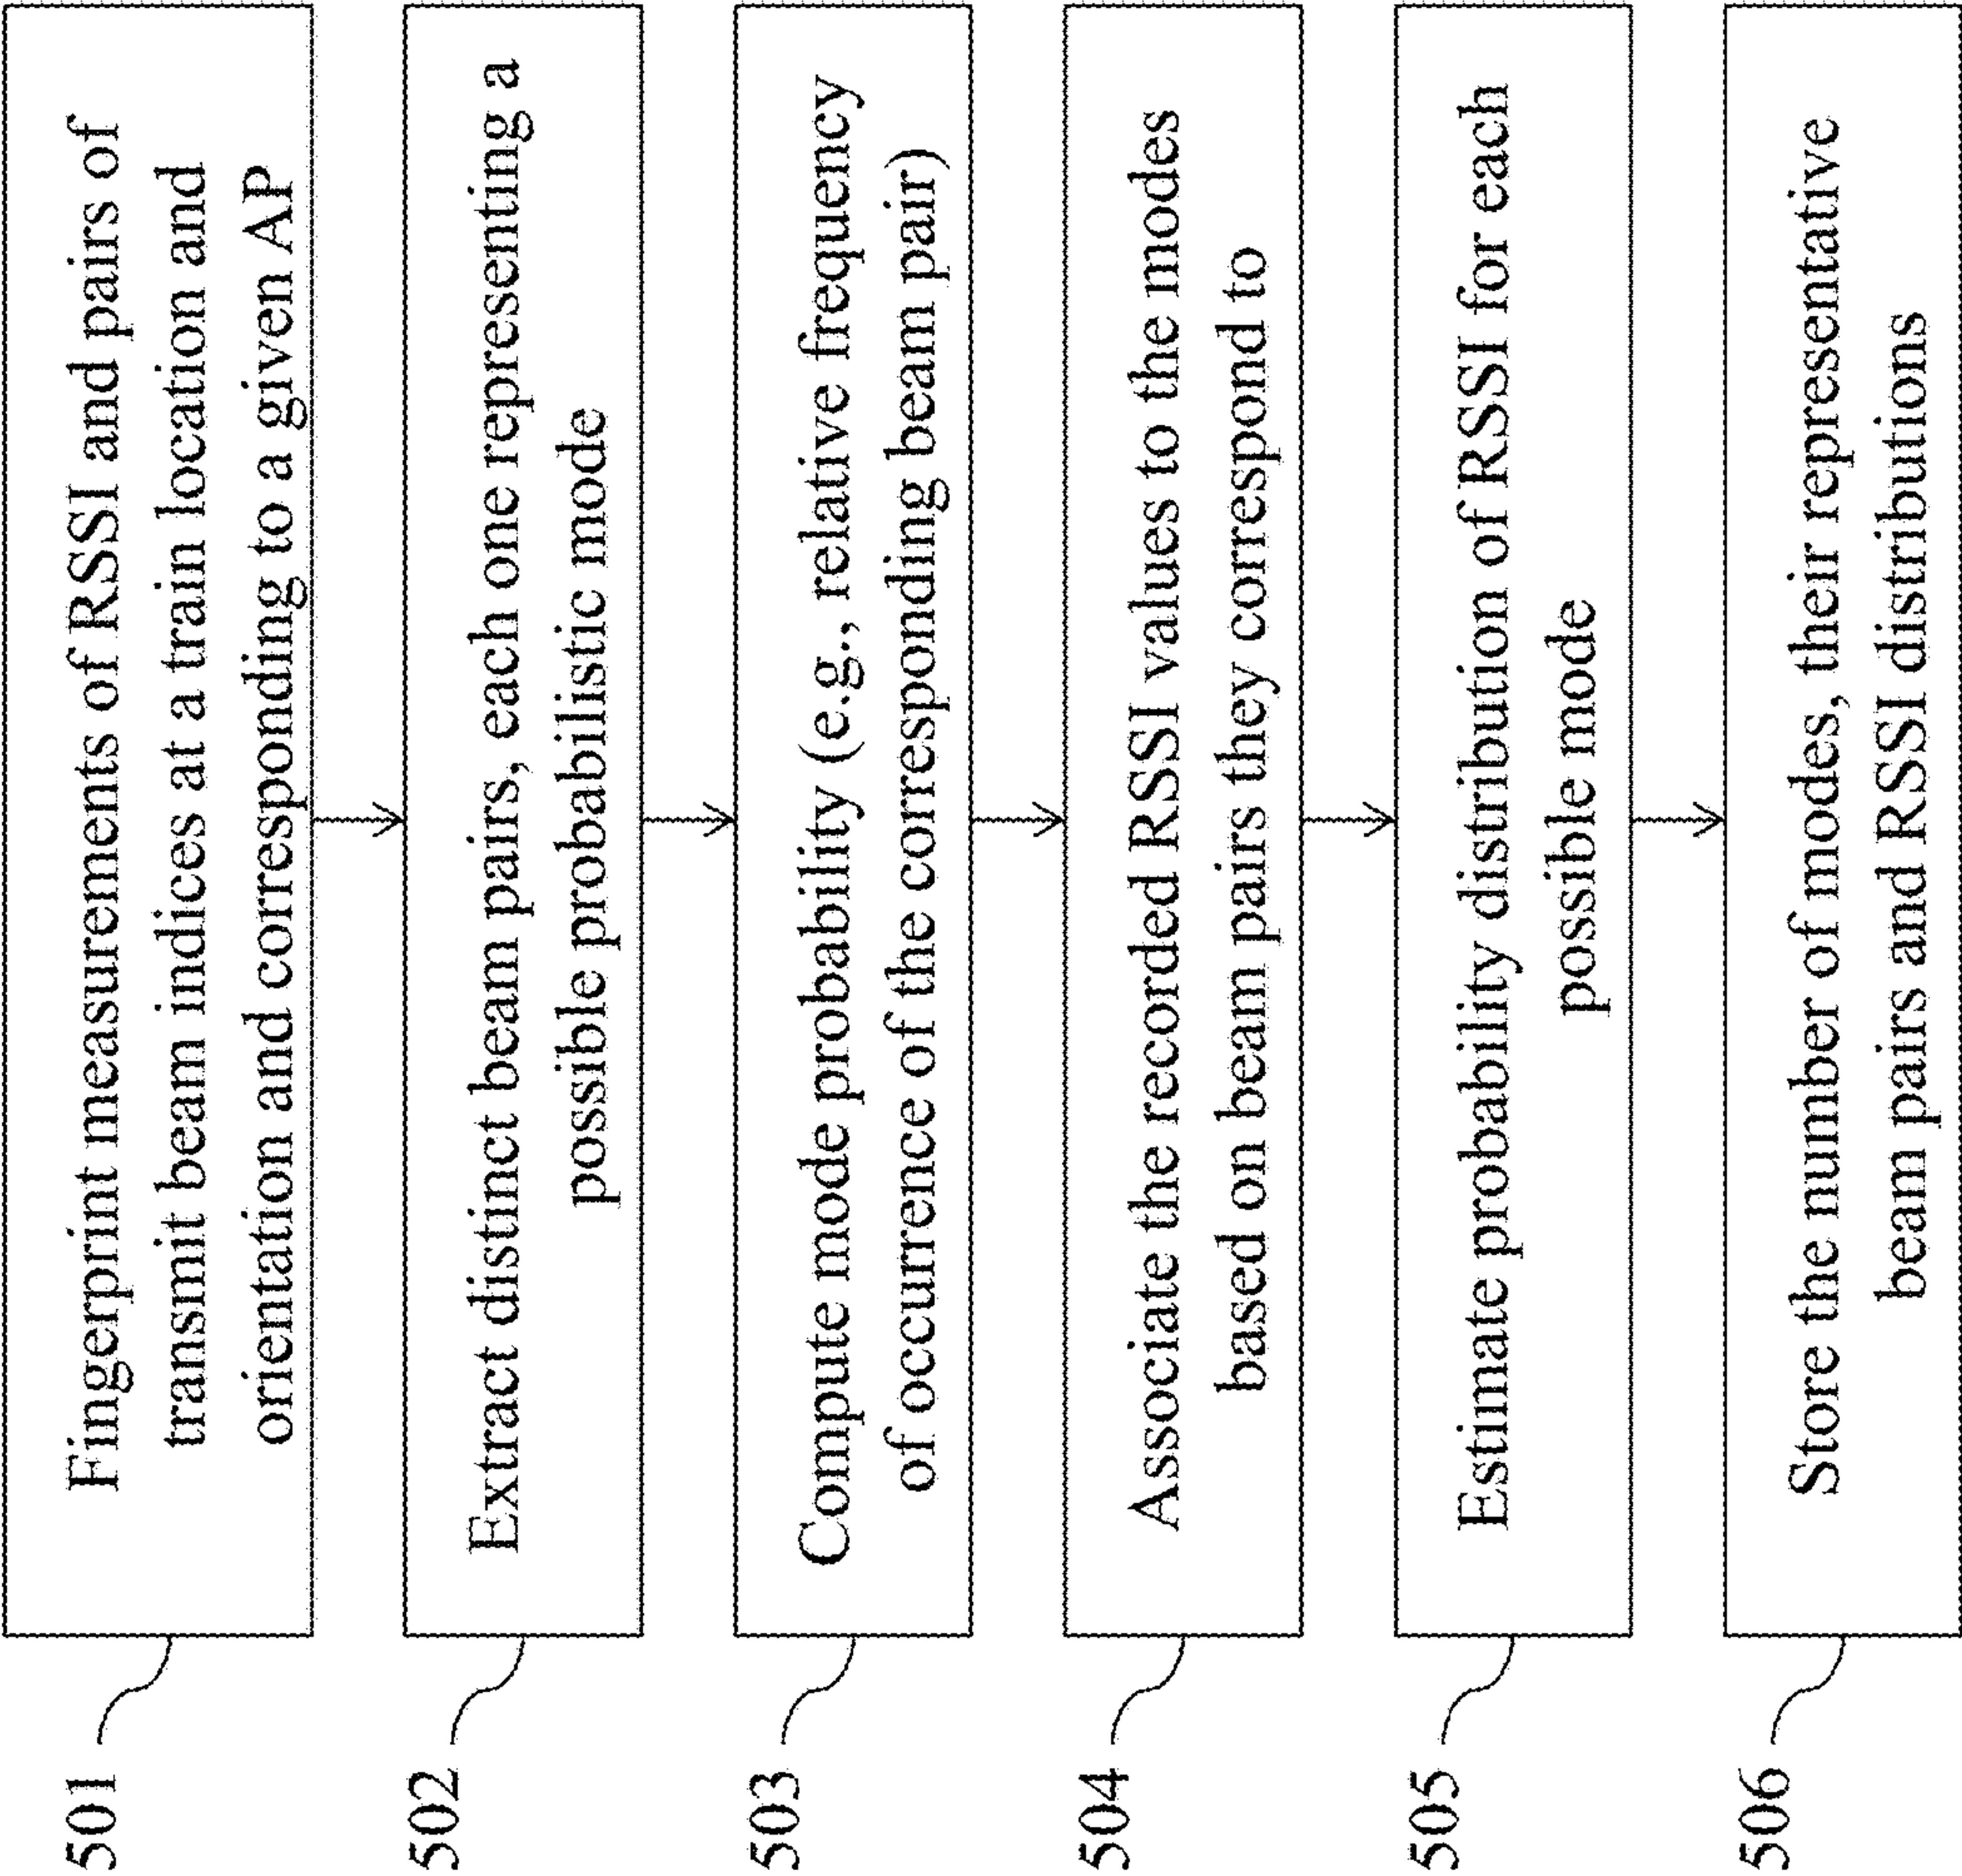 501
Fingerprint measurements of RSSI and pairs of
transmit beam indices at a train location and
orientation and corresponding to a given AP
502
Extract distinct beam pairs, each one representing a
possible probabilistic mode
503
Compute mode probability (e.g., relative frequency
of occurrence of the corresponding beam pair)
504
Associate the recorded RSSI values to the modes
based on beam pairs they correspond to
505
Estimate probability distribution of RSSI for each
possible mode
506
Store the number of modes, their representative
beam pairs and RSSI distributions